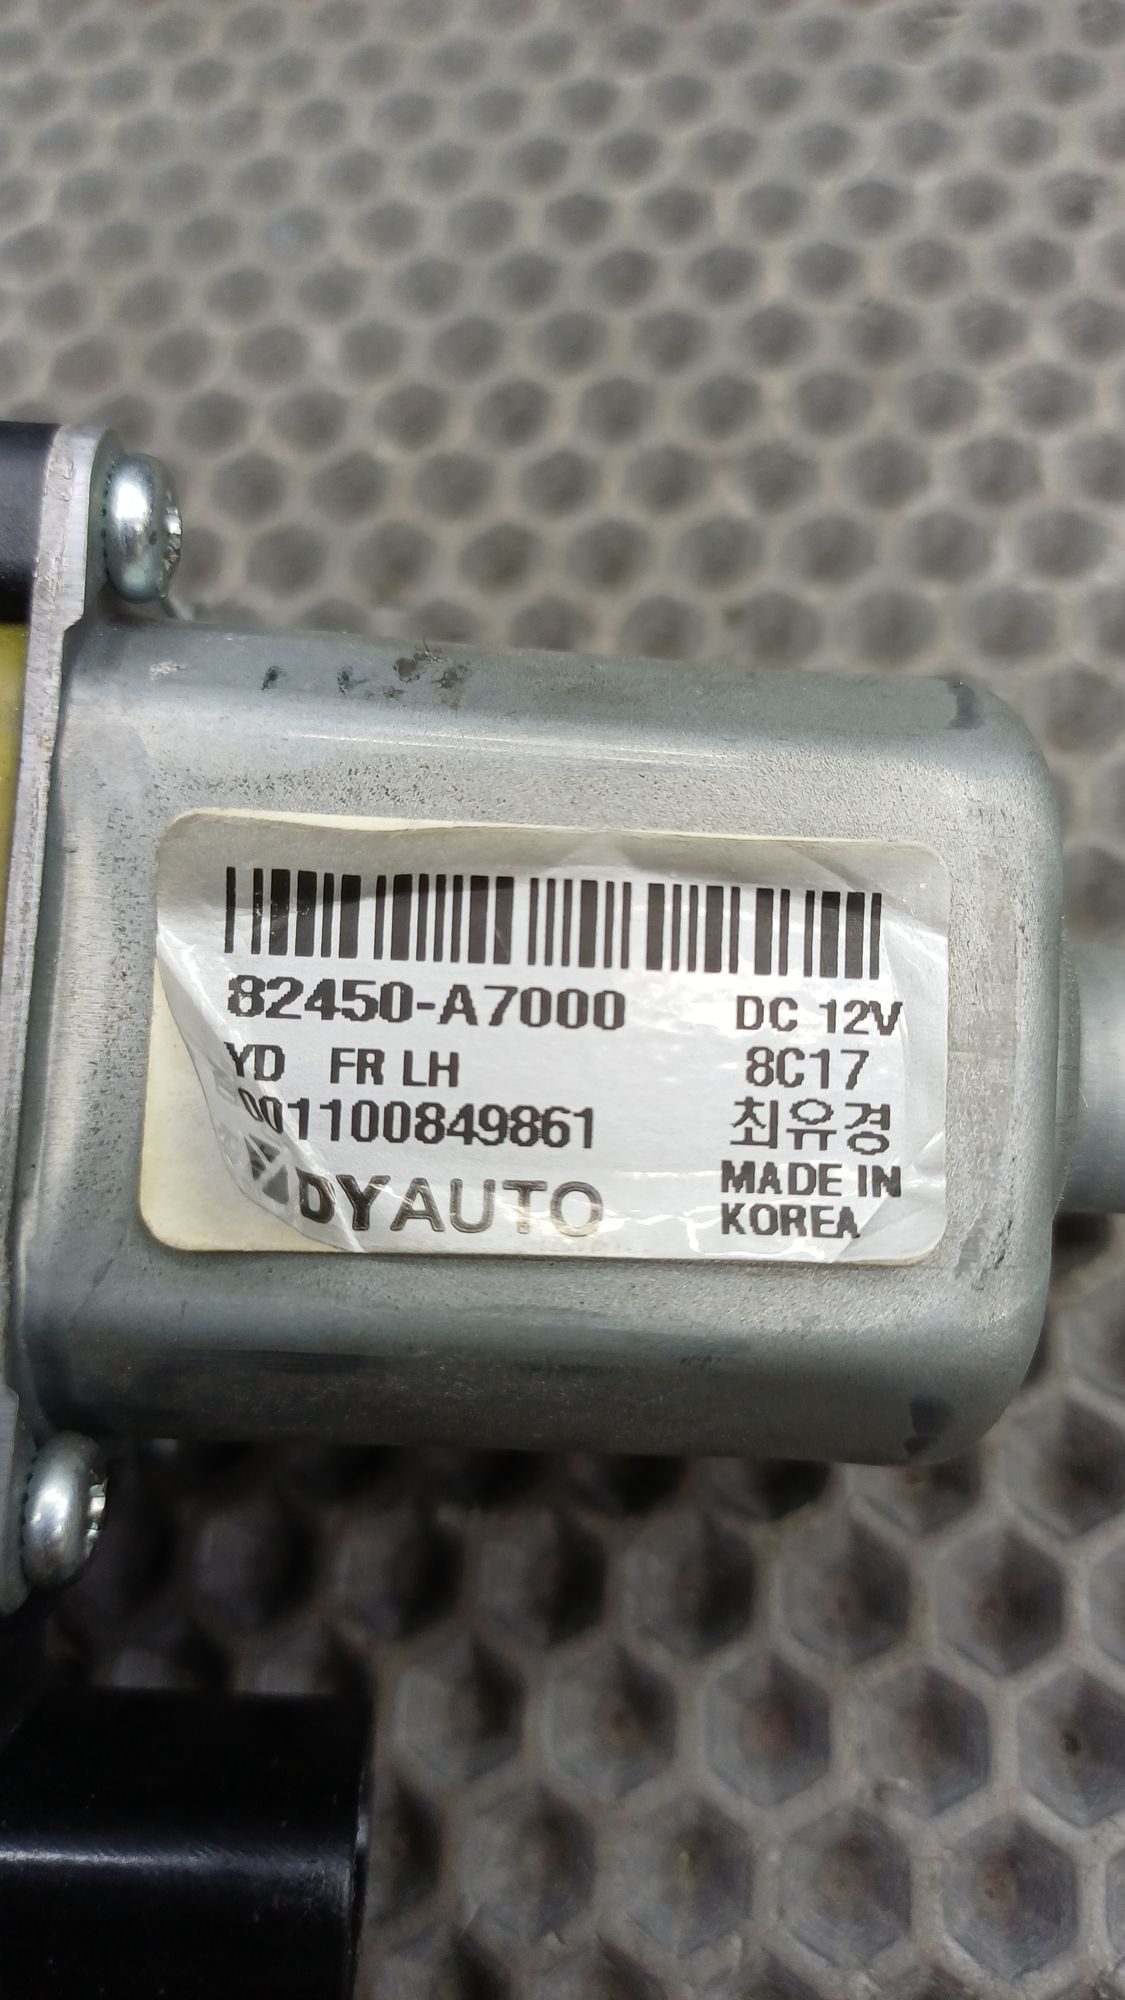 82450-A7000 DC 12V
YD FR LH 8C17
001100849861 최유경
DYAUTO MADE IN
KOREA